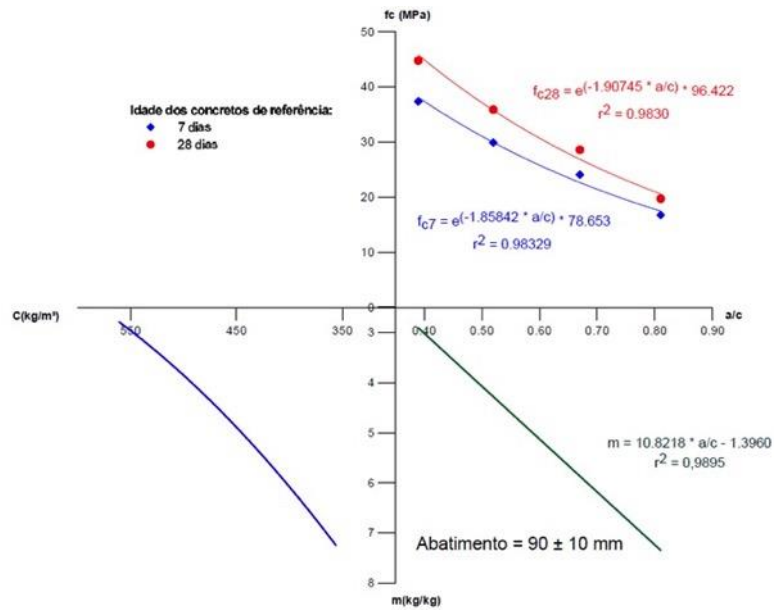 fc (MPa)
50
40
30
20
10
0
Idade dos concretos de referência:
7 dias
28 dias
fc28 = e(-1.90745 * a/c) * 96.422
r2 = 0.9830
fc7 = e(-1.85842 * a/c) * 78.653
r2 = 0.98329
C(kg/m³)
550
450
350
0.40
0.50
0.60
0.70
0.80
0.90
a/c
3
4
5
6
7
8
m = 10.8218 * a/c - 1.3960
r2 = 0,9895
Abatimento = 90 ± 10 mm
m(kg/kg)